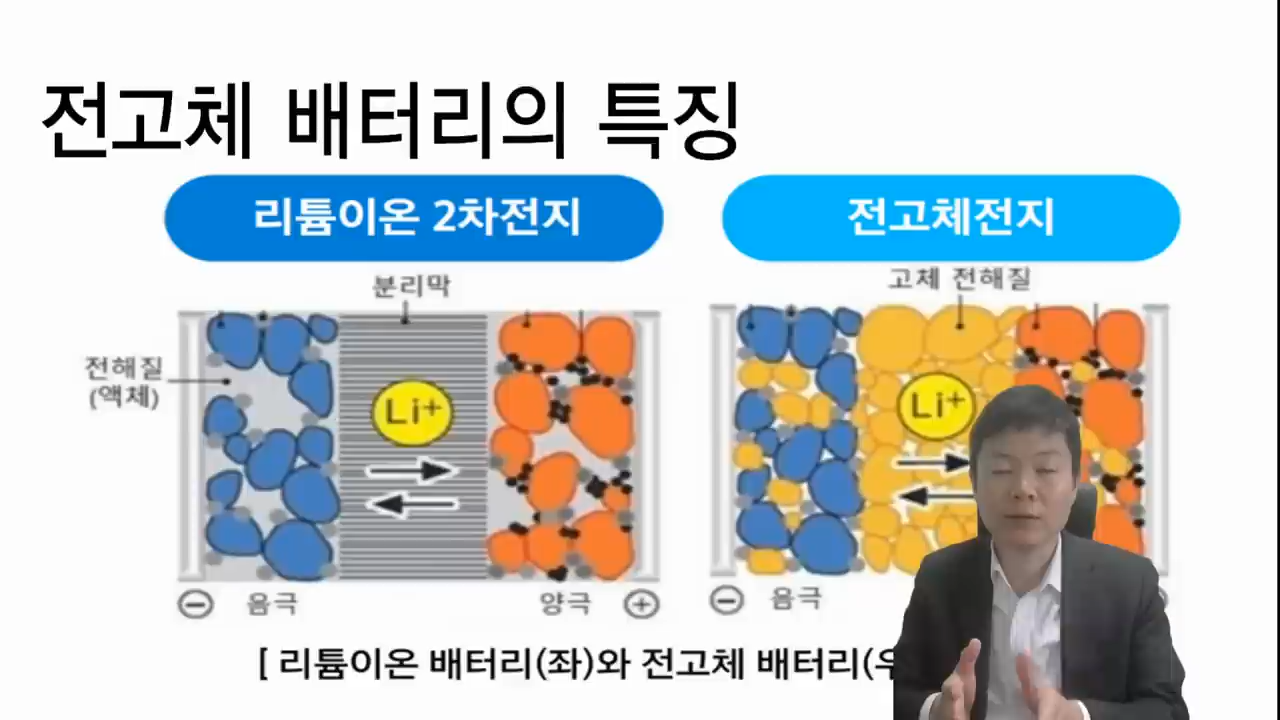 전고체 배터리의 특징
리튬이온 2차전지
전고체전지
분리막
고체 전해질
전해질
(액체)
Li+
Li+
⊖ 음극
양극 ⊕
⊖ 음극
[ 리튬이온 배터리(좌)와 전고체 배터리(우